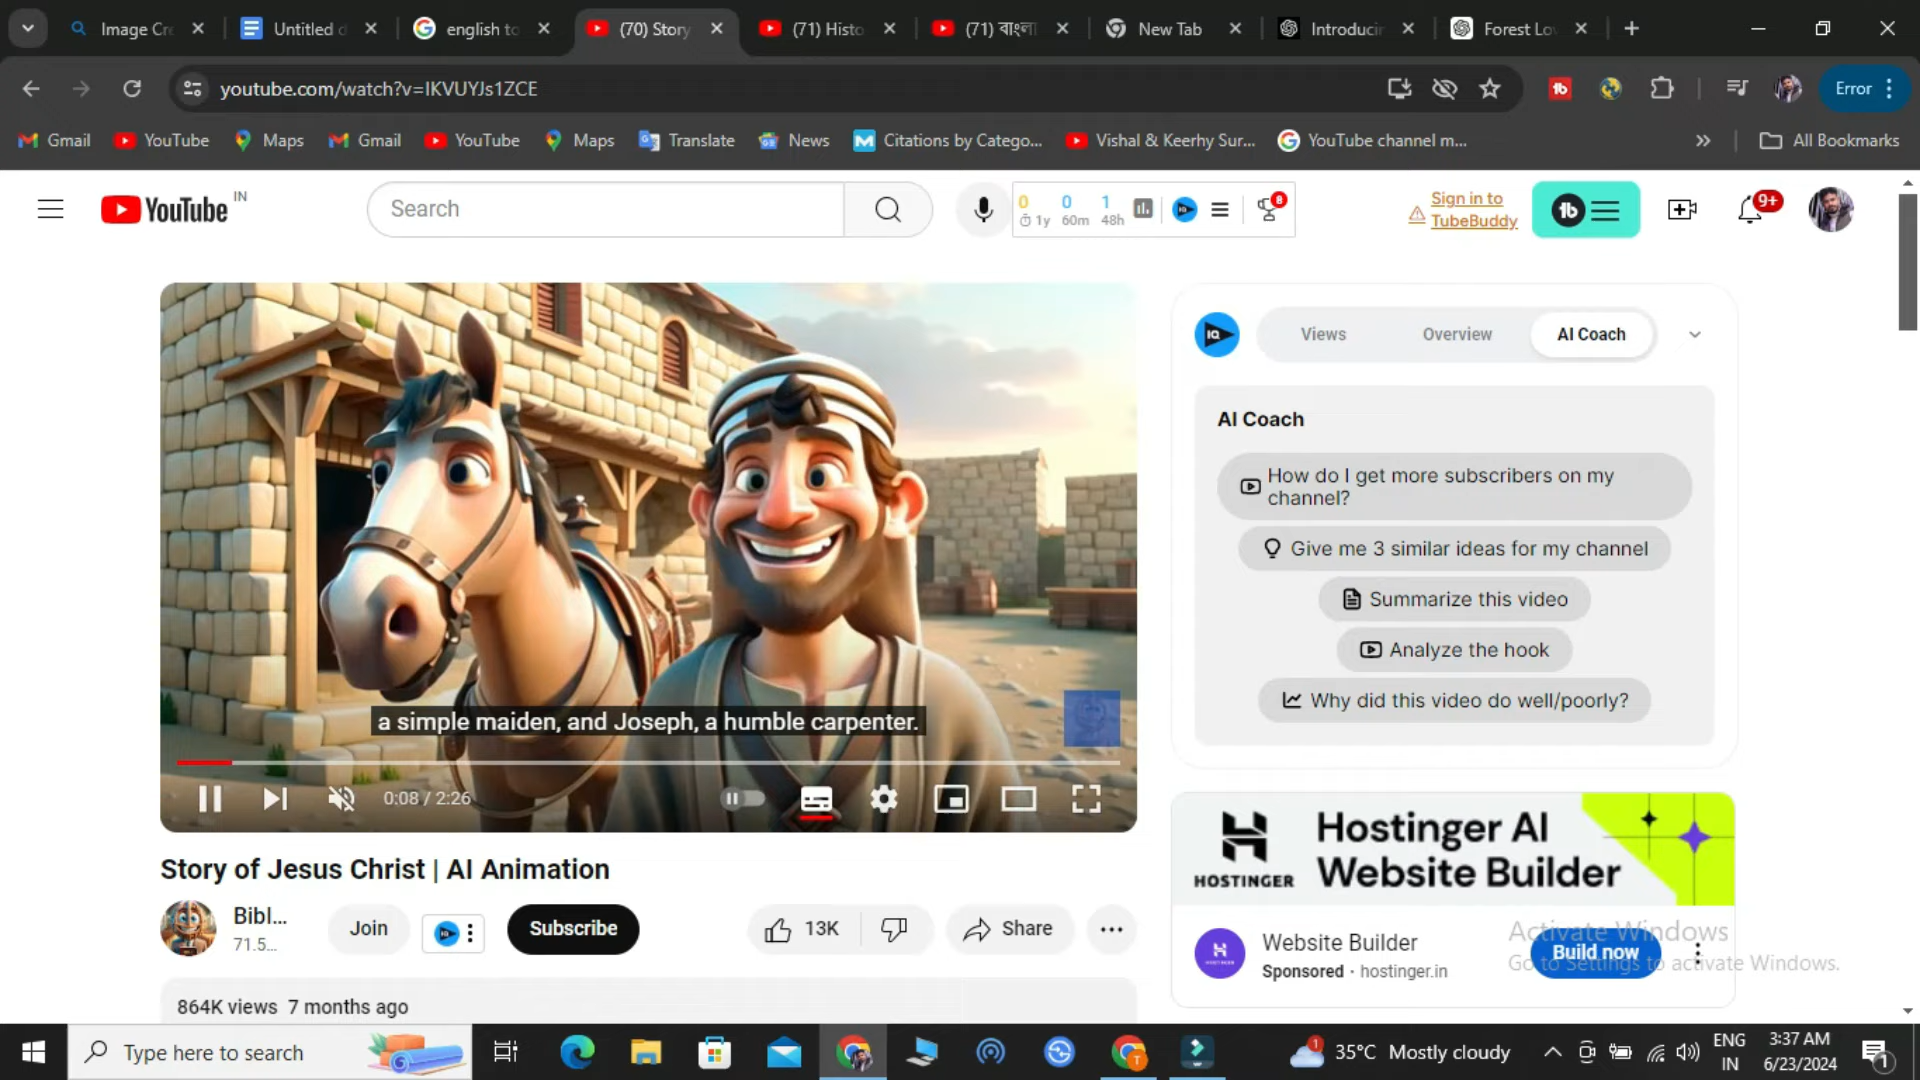 Image Cre
Untitled d
english to
(70) Story
(71) Histo
(71) বাংলা
New Tab
Introducin
Forest Lov
youtube.com/watch?v=IKVUYJs1ZCE
Error
Gmail
YouTube
Maps
Gmail
YouTube
Maps
Translate
News
Citations by Catego...
Vishal & Keerhy Sur...
YouTube channel m...
All Bookmarks
YouTube IN
Search
0 0 1
1y 60m 48h
8
Sign in to
TubeBuddy
9+
IQ
Views
Overview
AI Coach
AI Coach
How do I get more subscribers on my
channel?
Give me 3 similar ideas for my channel
Summarize this video
Analyze the hook
Why did this video do well/poorly?
a simple maiden, and Joseph, a humble carpenter.
0:08 / 2:26
Story of Jesus Christ | AI Animation
Bibl...
71.5...
Join
Subscribe
13K
Share
864K views 7 months ago
HOSTINGER
Hostinger AI
Website Builder
Website Builder
Sponsored · hostinger.in
Build now
Activate Windows
Go to Settings to activate Windows.
Type here to search
35°C Mostly cloudy
ENG
IN
3:37 AM
6/23/2024
1